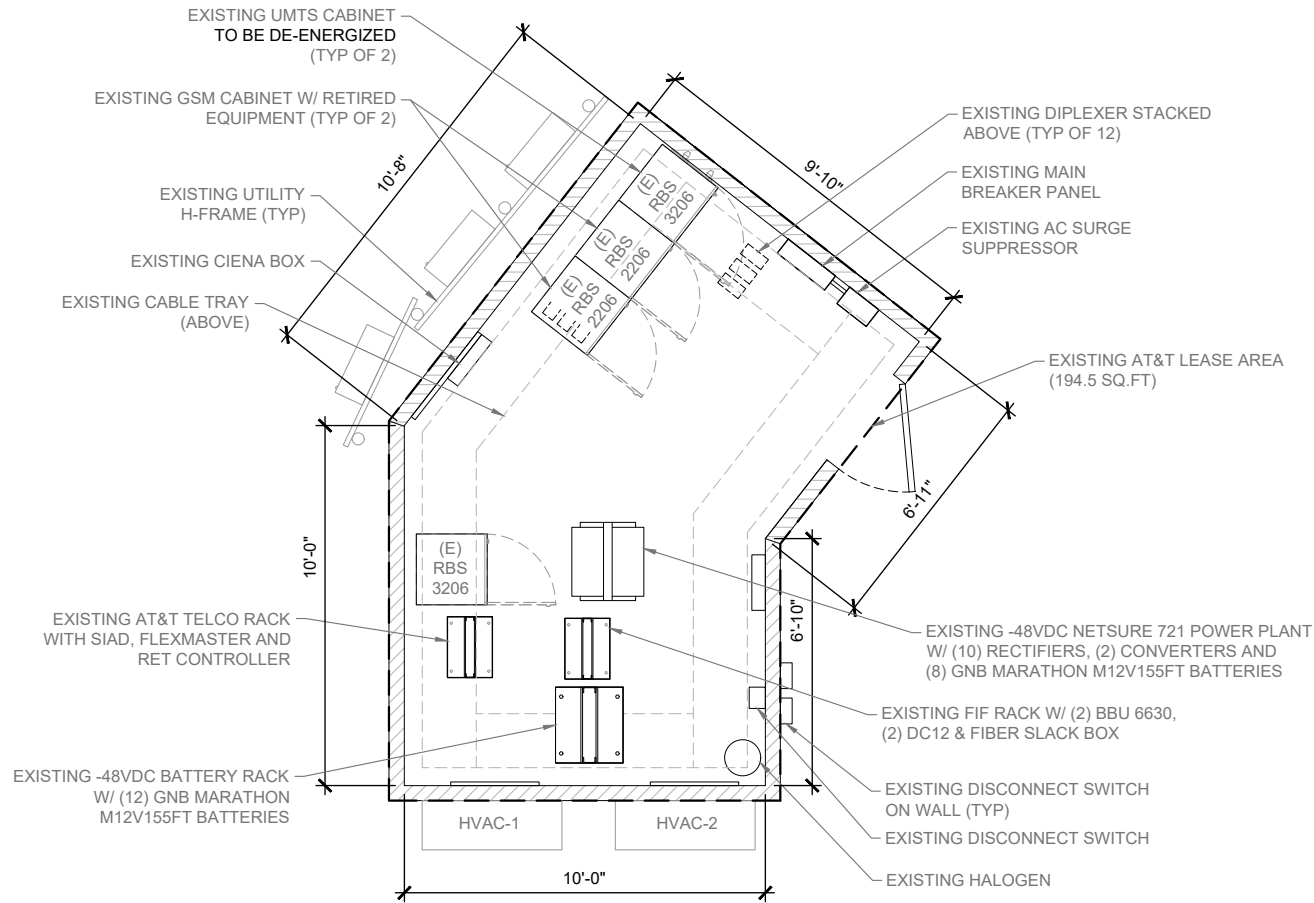 EXISTING UMTS CABINET
TO BE DE-ENERGIZED
(TYP OF 2)
EXISTING GSM CABINET W/ RETIRED
EQUIPMENT (TYP OF 2)
EXISTING UTILITY
H-FRAME (TYP)
EXISTING CIENA BOX
EXISTING CABLE TRAY
(ABOVE)
10'-8"
9'-10"
EXISTING DIPLEXER STACKED
ABOVE (TYP OF 12)
EXISTING MAIN
BREAKER PANEL
EXISTING AC SURGE
SUPPRESSOR
EXISTING AT&T LEASE AREA
(194.5 SQ.FT)
(E)
RBS
3206
(E)
RBS
2206
(E)
RBS
2206
6'-11"
10'-0"
(E)
RBS
3206
6'-10"
EXISTING AT&T TELCO RACK
WITH SIAD, FLEXMASTER AND
RET CONTROLLER
EXISTING -48VDC NETSURE 721 POWER PLANT
W/ (10) RECTIFIERS, (2) CONVERTERS AND
(8) GNB MARATHON M12V155FT BATTERIES
EXISTING FIF RACK W/ (2) BBU 6630,
(2) DC12 & FIBER SLACK BOX
EXISTING -48VDC BATTERY RACK
W/ (12) GNB MARATHON
M12V155FT BATTERIES
EXISTING DISCONNECT SWITCH
ON WALL (TYP)
EXISTING DISCONNECT SWITCH
EXISTING HALOGEN
HVAC-1
HVAC-2
10'-0"